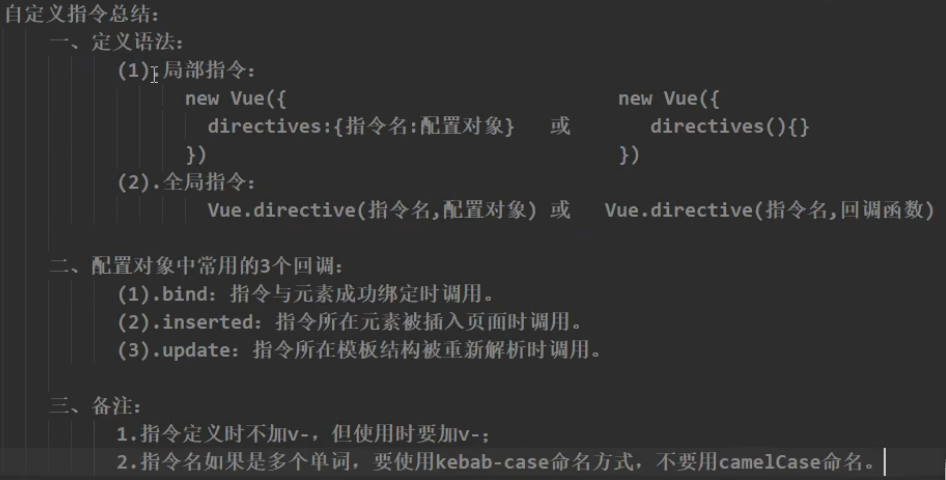 自定义指令总结：
一、定义语法：
(1).局部指令：
new Vue({ new Vue({
directives:{指令名:配置对象} 或 directives(){}
}) })
(2).全局指令：
Vue.directive(指令名,配置对象) 或 Vue.directive(指令名,回调函数)
二、配置对象中常用的3个回调：
(1).bind：指令与元素成功绑定时调用。
(2).inserted：指令所在元素被插入页面时调用。
(3).update：指令所在模板结构被重新解析时调用。
三、备注：
1.指令定义时不加v-，但使用时要加v-；
2.指令名如果是多个单词，要使用kebab-case命名方式，不要用camelCase命名。